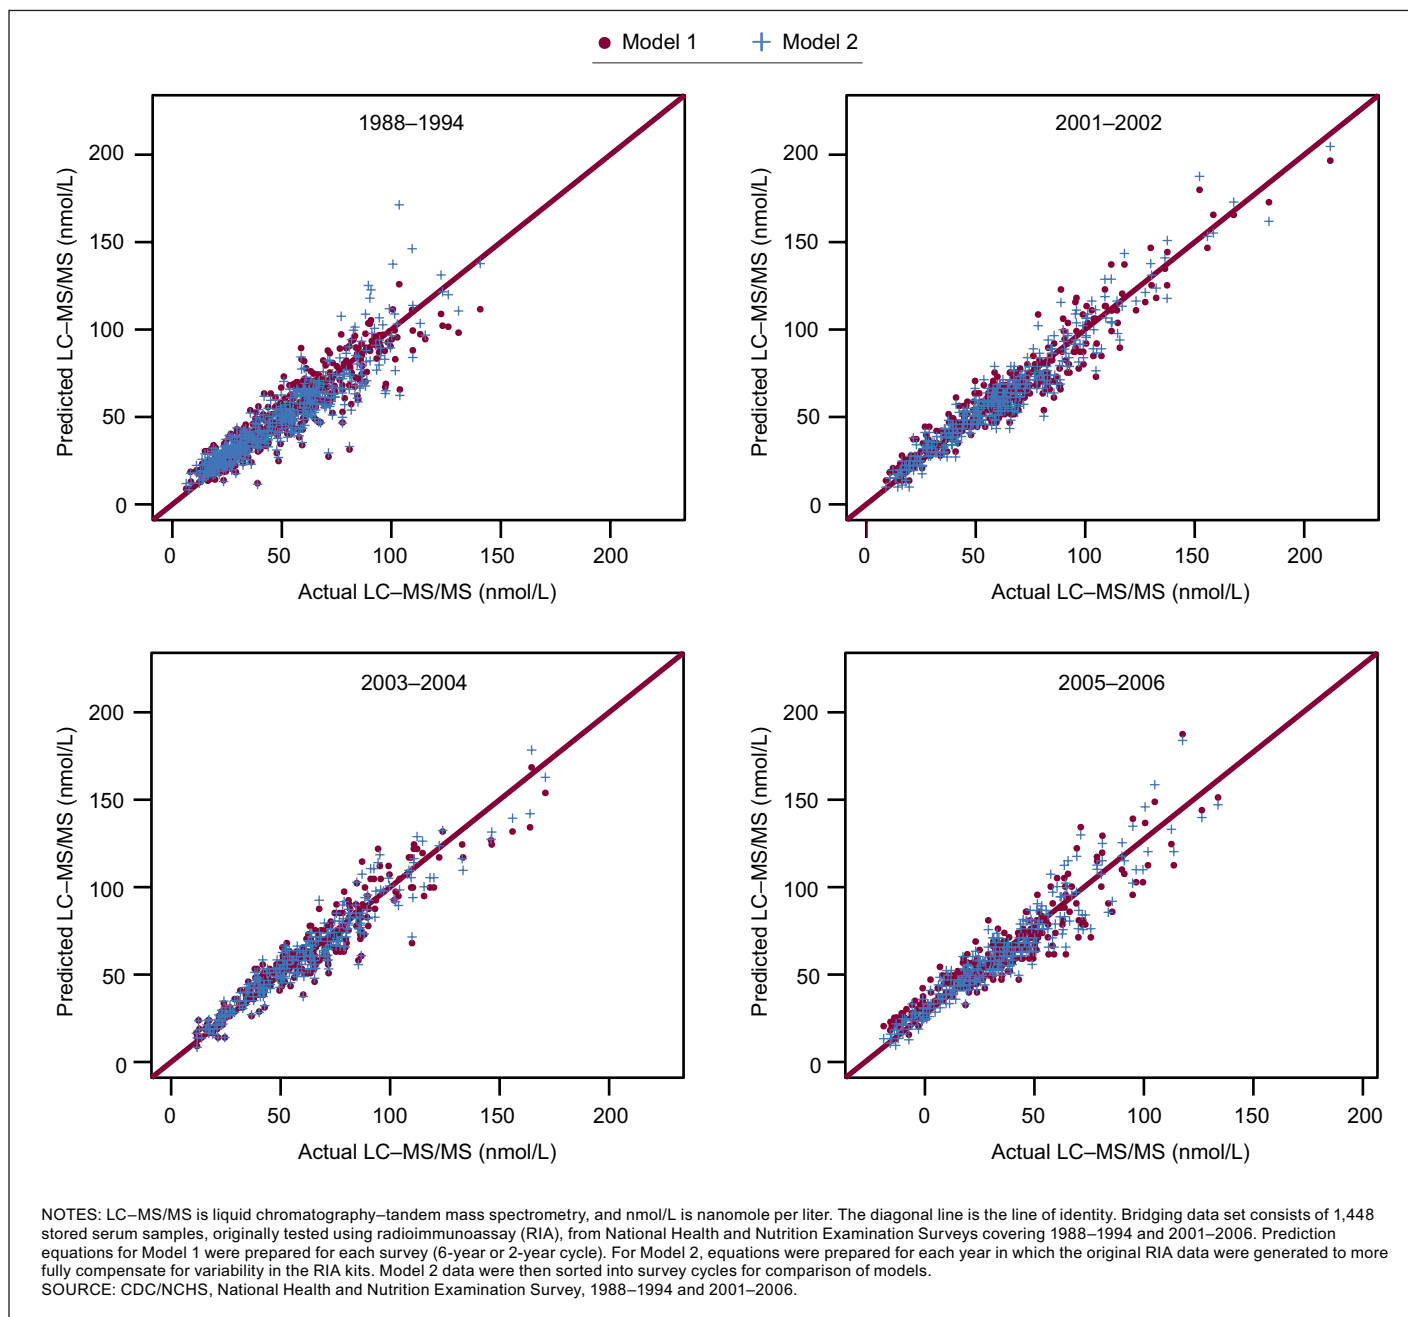 Model 1 Model 2
1988–1994
Predicted LC–MS/MS (nmol/L)
200
150
100
50
0
0 50 100 150 200
Actual LC–MS/MS (nmol/L)
2001–2002
Predicted LC–MS/MS (nmol/L)
200
150
100
50
0
0 50 100 150 200
Actual LC–MS/MS (nmol/L)
2003–2004
Predicted LC–MS/MS (nmol/L)
200
150
100
50
0
0 50 100 150 200
Actual LC–MS/MS (nmol/L)
2005–2006
Predicted LC–MS/MS (nmol/L)
200
150
100
50
0
0 50 100 150 200
Actual LC–MS/MS (nmol/L)
NOTES: LC–MS/MS is liquid chromatography–tandem mass spectrometry, and nmol/L is nanomole per liter. The diagonal line is the line of identity. Bridging data set consists of 1,448
stored serum samples, originally tested using radioimmunoassay (RIA), from National Health and Nutrition Examination Surveys covering 1988–1994 and 2001–2006. Prediction
equations for Model 1 were prepared for each survey (6-year or 2-year cycle). For Model 2, equations were prepared for each year in which the original RIA data were generated to more
fully compensate for variability in the RIA kits. Model 2 data were then sorted into survey cycles for comparison of models.
SOURCE: CDC/NCHS, National Health and Nutrition Examination Survey, 1988–1994 and 2001–2006.